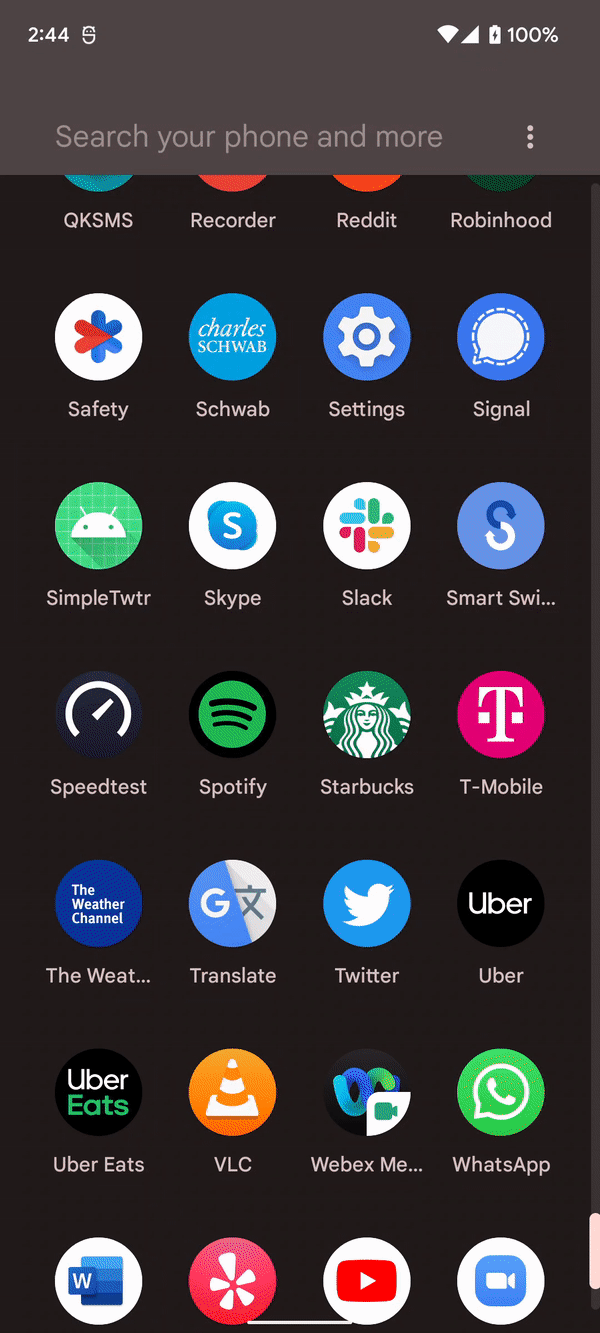 2:44 100%
Search your phone and more
QKSMS Recorder Reddit Robinhood
charles
SCHWAB
Safety Schwab Settings Signal
S
SimpleTwtr Skype Slack Smart Swi...
T
Speedtest Spotify Starbucks T-Mobile
The
Weather
Channel
G 文
Uber
The Weat... Translate Twitter Uber
Uber
Eats
Uber Eats VLC Webex Me... WhatsApp
W